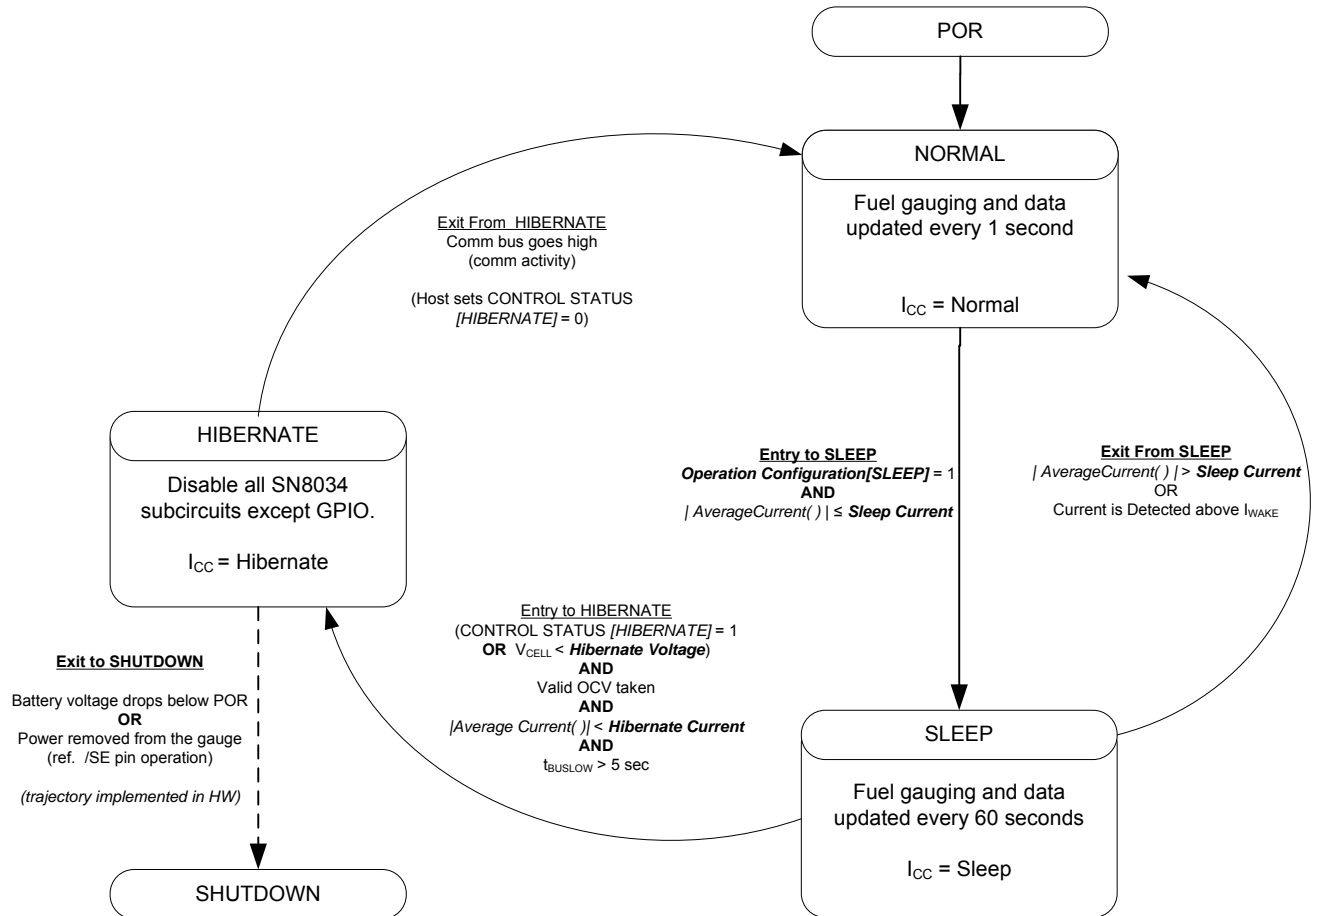 POR
NORMAL
Fuel gauging and data
updated every 1 second
I_CC = Normal
Exit From HIBERNATE
Comm bus goes high
(comm activity)
(Host sets CONTROL STATUS
[HIBERNATE] = 0)
HIBERNATE
Disable all SN8034
subcircuits except GPIO.
I_CC = Hibernate
Entry to SLEEP
Operation Configuration[SLEEP] = 1
AND
| AverageCurrent( ) | ≤ Sleep Current
Exit From SLEEP
| AverageCurrent( ) | > Sleep Current
OR
Current is Detected above I_WAKE
Entry to HIBERNATE
(CONTROL STATUS [HIBERNATE] = 1
OR V_CELL < Hibernate Voltage)
AND
Valid OCV taken
AND
|Average Current( )| < Hibernate Current
AND
t_BUSLOW > 5 sec
Exit to SHUTDOWN
Battery voltage drops below POR
OR
Power removed from the gauge
(ref. /SE pin operation)
(trajectory implemented in HW)
SLEEP
Fuel gauging and data
updated every 60 seconds
I_CC = Sleep
SHUTDOWN